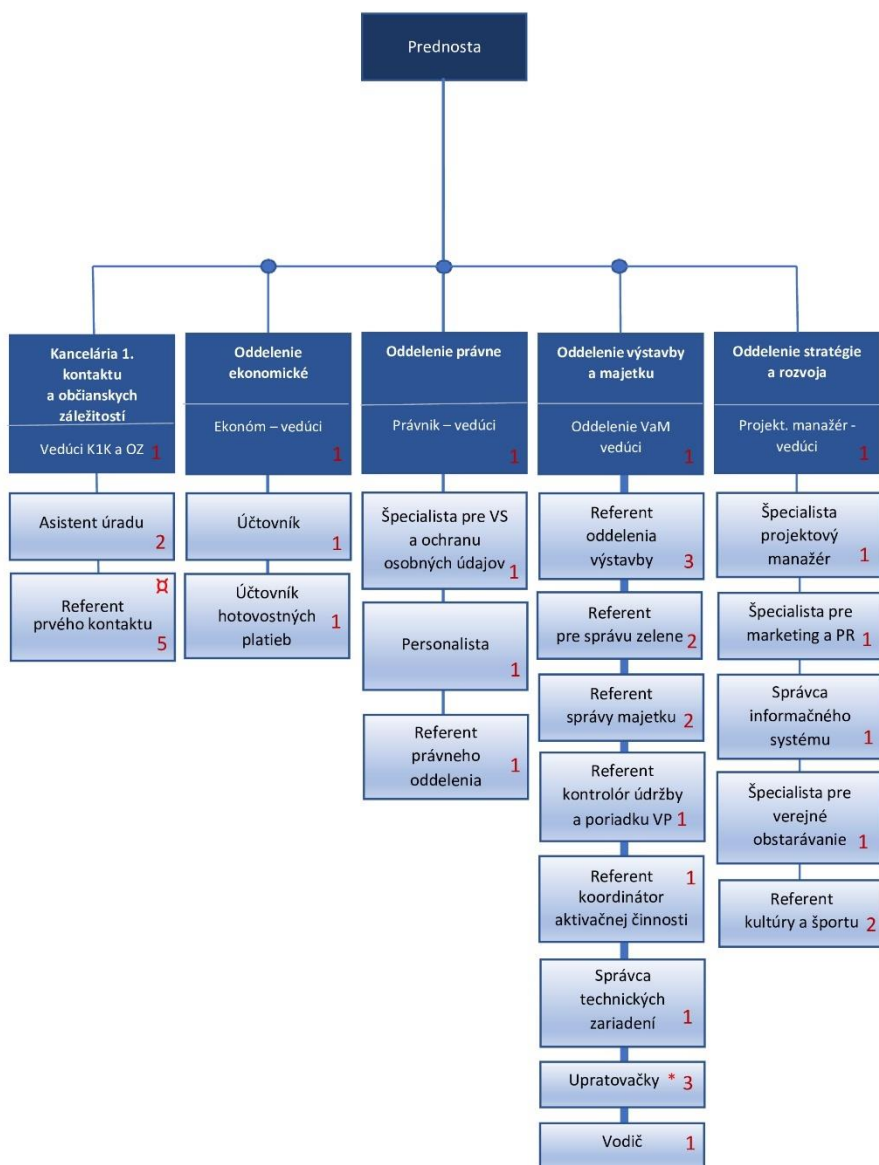 Prednosta
Kancelária 1.
kontaktu
a občianskych
záležitostí
Vedúci K1K a OZ 1
Asistent úradu
2
¤
Referent
prvého kontaktu
5
Oddelenie
ekonomické
Ekonóm – vedúci
1
Účtovník
1
Účtovník
hotovostných 1
platieb
Oddelenie právne
Právnik – vedúci
1
Špecialista pre VS
a ochranu
osobných údajov 1
Personalista
1
Referent
právneho 1
oddelenia
Oddelenie výstavby
a majetku
Oddelenie VaM
vedúci
1
Referent
oddelenia
výstavby 3
Referent
pre správu zelene 2
Referent
správy majetku 2
Referent
kontrolór údržby
a poriadku VP 1
Referent 1
koordinátor
aktivačnej činnosti
Správca
technických
zariadení 1
Upratovačky * 3
Vodič 1
Oddelenie stratégie
a rozvoja
Projekt. manažér -
vedúci 1
Špecialista
projektový
manažér 1
Špecialista pre
marketing a PR 1
Správca
informačného
systému 1
Špecialista pre
verejné
obstarávanie 1
Referent
kultúry a športu 2